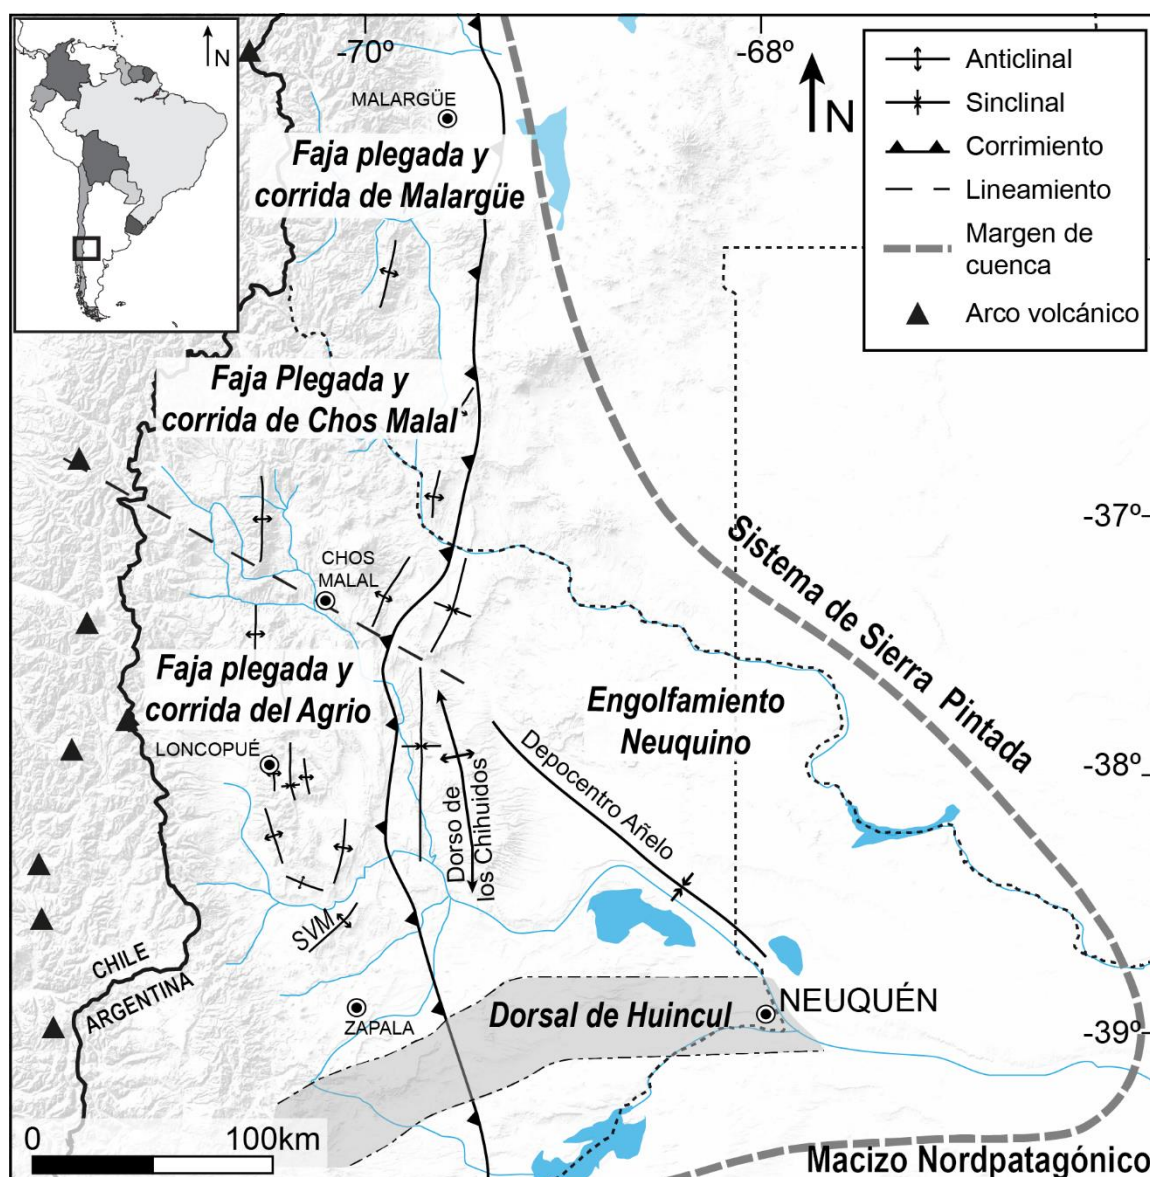 N
-70º
-68º
N
Anticlinal
Sinclinal
Corrimiento
Lineamiento
Margen de
cuenca
Arco volcánico
MALARGÜE
Faja plegada y
corrida de Malargüe
Faja Plegada y
corrida de Chos Malal
-37º
CHOS
MALAL
Sistema de Sierra Pintada
Faja plegada y
corrida del Agrio
Engolfamiento
Neuquino
LONCOPUÉ
-38º
Depocentro Añelo
Dorso de
los Chihuidos
SVM
CHILE
ARGENTINA
ZAPALA
Dorsal de Huincul
NEUQUÉN
-39º
0
100km
Macizo Nordpatagónico